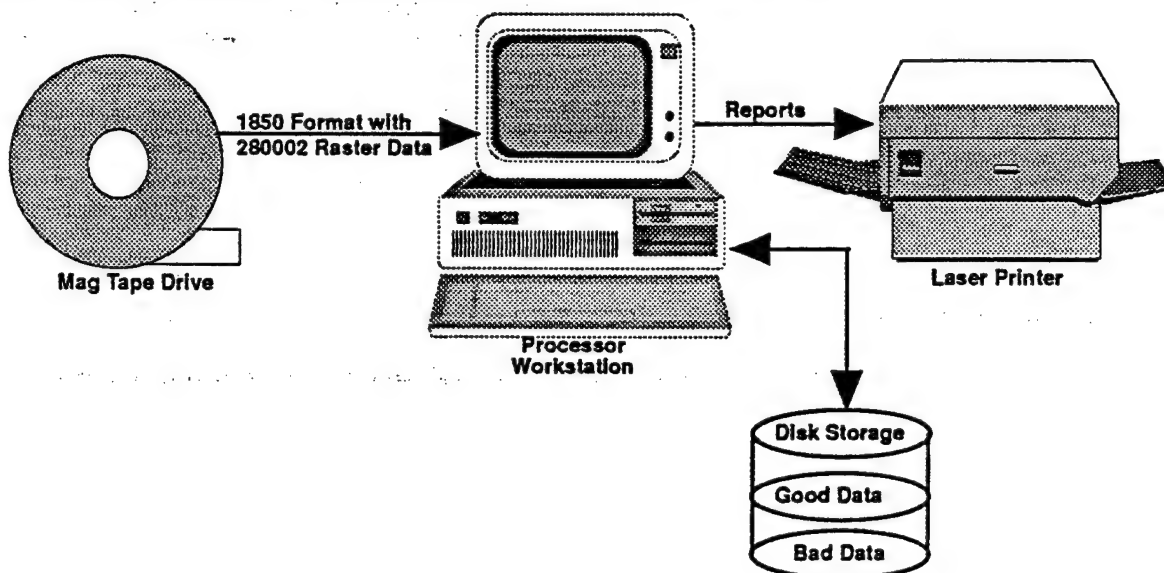 1850 Format with
280002 Raster Data
Reports
Mag Tape Drive
Laser Printer
Processor
Workstation
Disk Storage
Good Data
Bad Data